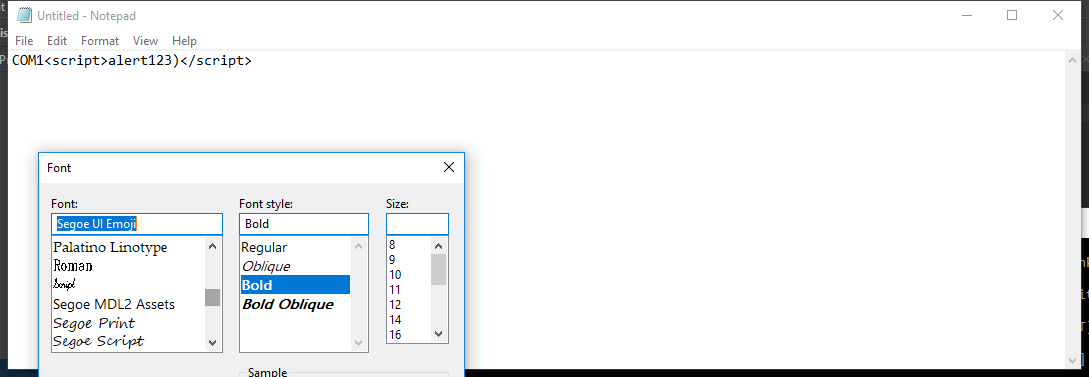 Untitled - Notepad
File Edit Format View Help
COM1<script>alert123)</script>
Font
Font: Font style: Size:
Segoe UI Emoji Bold
Palatino Linotype Regular 8
Roman Oblique 9
Script Bold 10
Segoe MDL2 Assets Bold Oblique 11
Segoe Print 12
Segoe Script 14
16
Sample